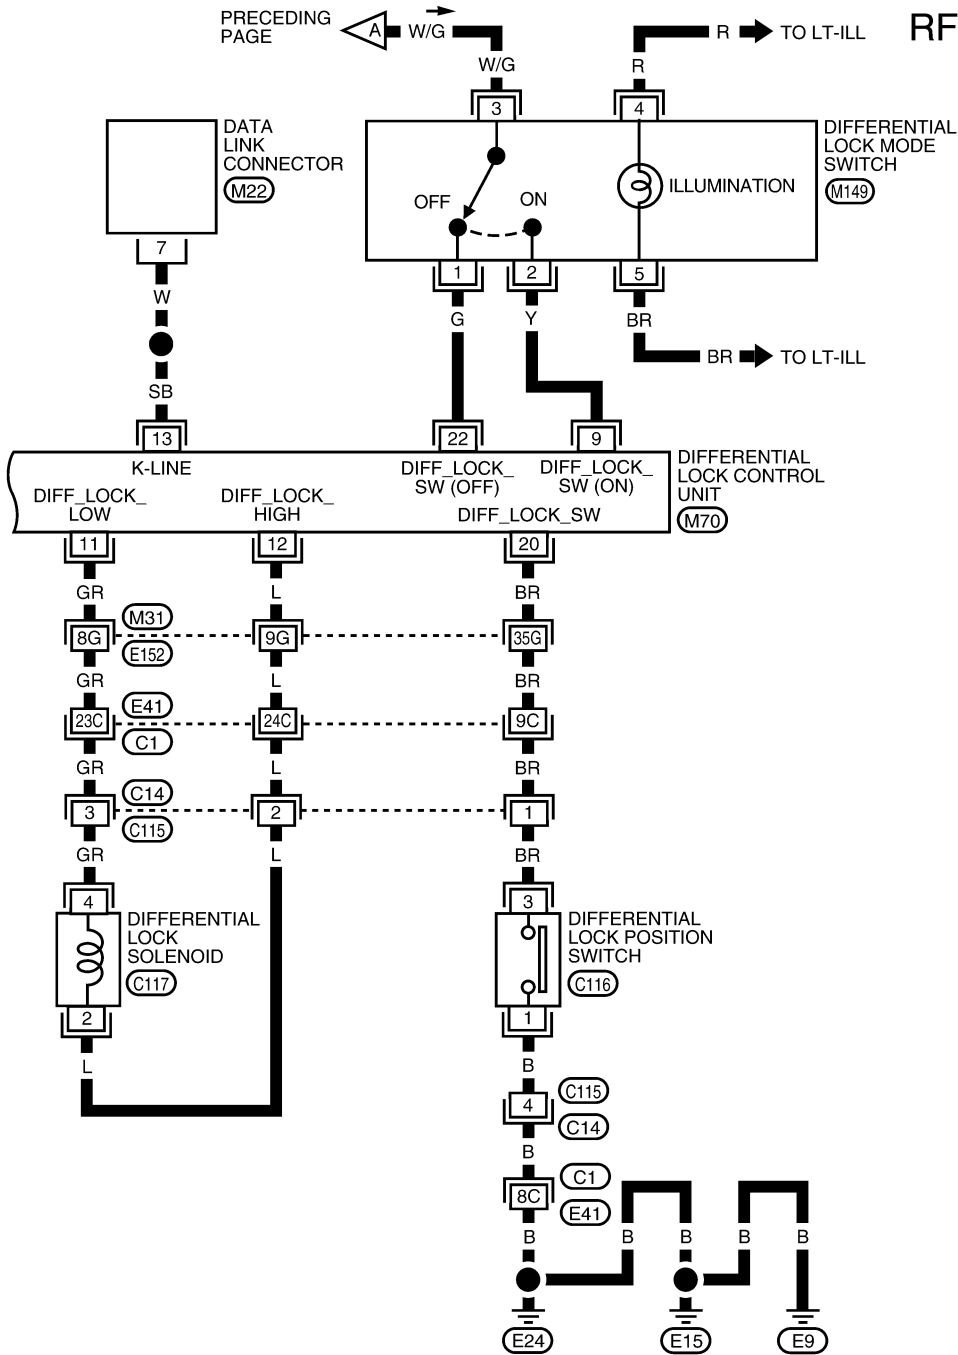 PRECEDING
PAGE
A
W/G
R
TO LT-ILL
RF
W/G
R
3
4
DATA
LINK
CONNECTOR
M22
DIFFERENTIAL
LOCK MODE
SWITCH
M149
ILLUMINATION
OFF
ON
7
1
2
5
W
G
Y
BR
BR
TO LT-ILL
SB
13
22
9
K-LINE
DIFF_LOCK_
SW (OFF)
DIFF_LOCK_
SW (ON)
DIFFERENTIAL
LOCK CONTROL
UNIT
M70
DIFF_LOCK_
LOW
DIFF_LOCK_
HIGH
DIFF_LOCK_SW
11
12
20
GR
L
BR
M31
8G
9G
35G
E152
GR
L
BR
E41
23C
24C
9C
C1
GR
L
BR
C14
3
2
1
C115
GR
L
BR
4
3
DIFFERENTIAL
LOCK
SOLENOID
C117
DIFFERENTIAL
LOCK POSITION
SWITCH
C116
2
1
L
B
C115
4
C14
B
C1
8C
E41
B
B
B
B
B
E24
E15
E9